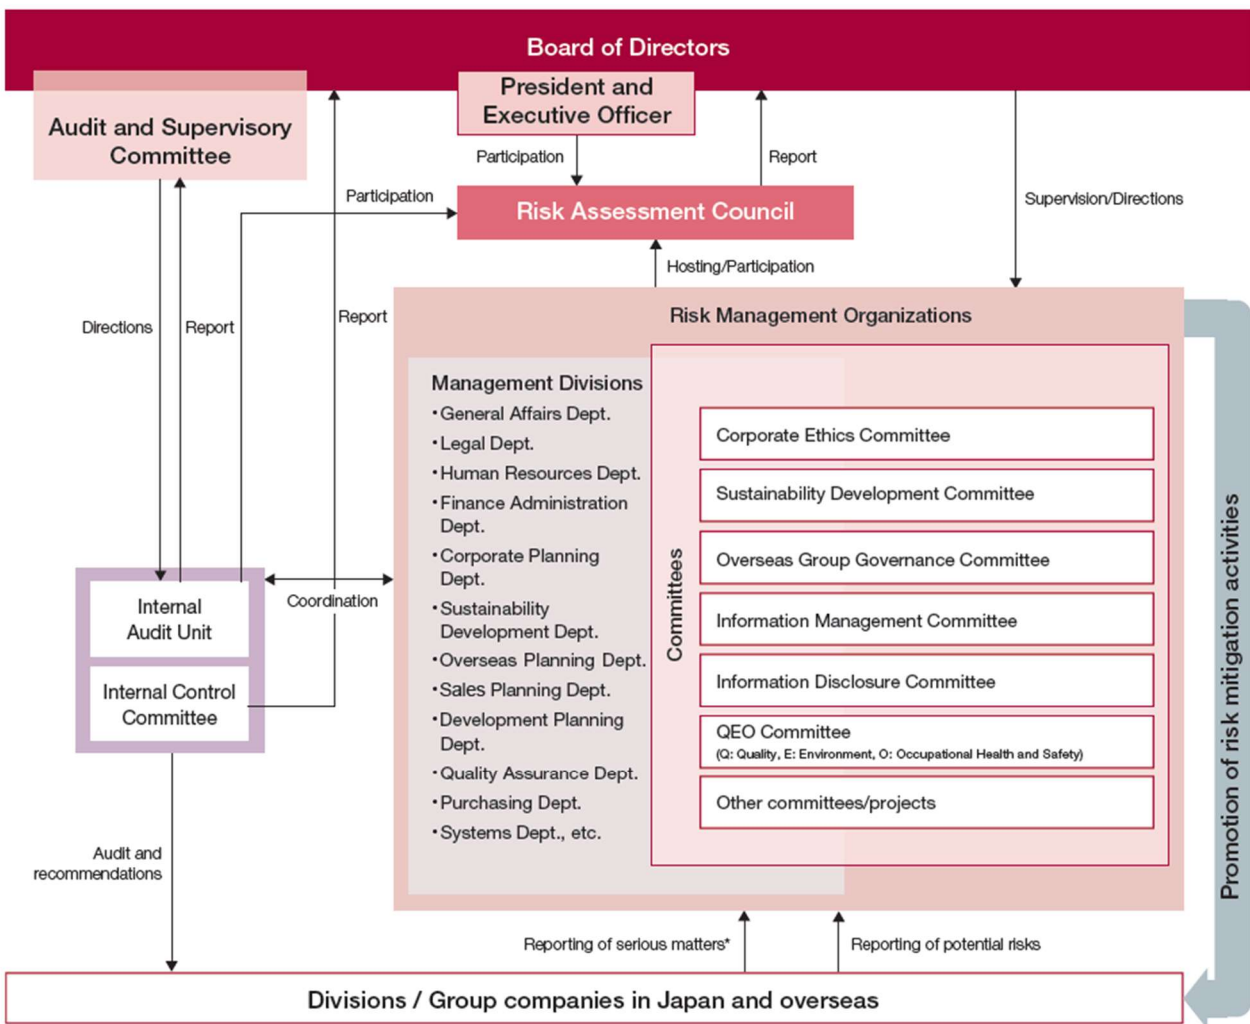 Board of Directors
President and
Executive Officer
Audit and Supervisory
Committee
Participation
Report
Participation
Risk Assessment Council
Supervision/Directions
Hosting/Participation
Directions
Report
Report
Risk Management Organizations
Management Divisions
・General Affairs Dept.
・Legal Dept.
・Human Resources Dept.
・Finance Administration
Dept.
・Corporate Planning
Dept.
・Sustainability
Development Dept.
・Overseas Planning Dept.
・Sales Planning Dept.
・Development Planning
Dept.
・Quality Assurance Dept.
・Purchasing Dept.
・Systems Dept., etc.
Committees
Corporate Ethics Committee
Sustainability Development Committee
Overseas Group Governance Committee
Information Management Committee
Information Disclosure Committee
QEO Committee
(Q: Quality, E: Environment, O: Occupational Health and Safety)
Other committees/projects
Promotion of risk mitigation activities
Coordination
Internal
Audit Unit
Internal Control
Committee
Audit and
recommendations
Reporting of serious matters*
Reporting of potential risks
Divisions / Group companies in Japan and overseas